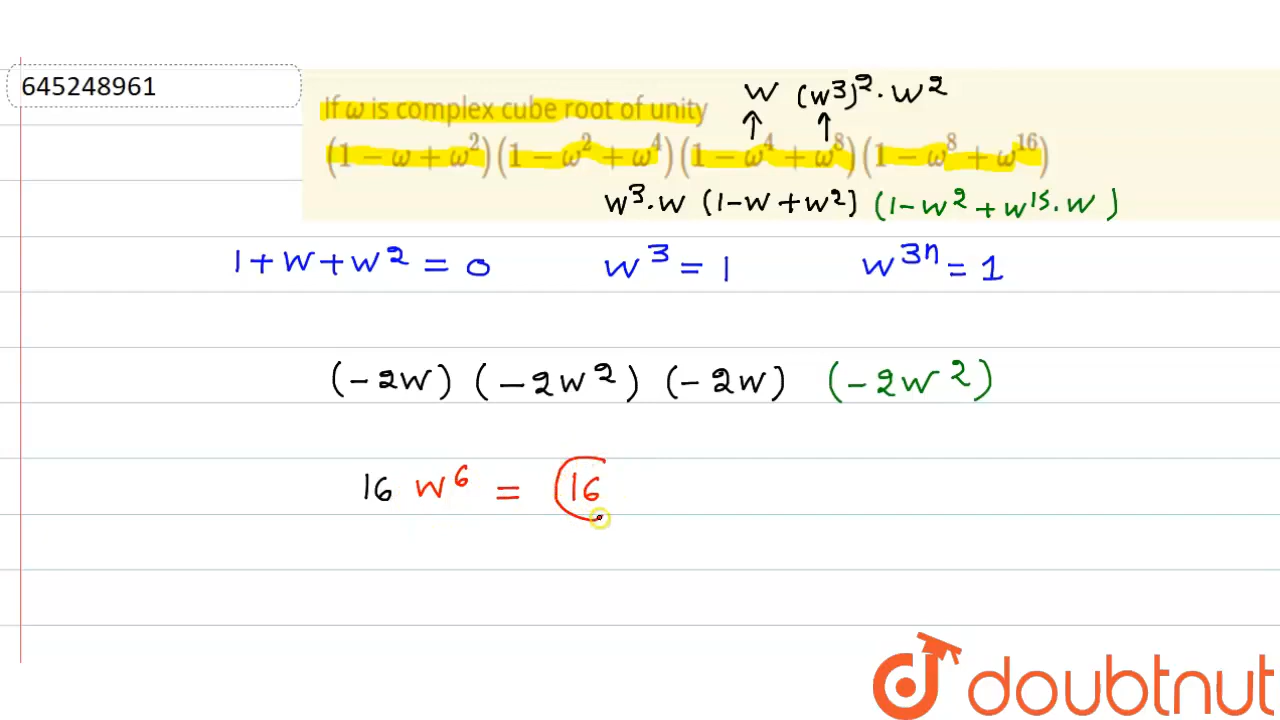 645248961
If ω is complex cube root of unity
w (w³)²·w²
↑ ↑
(1 − ω + ω²)(1 − ω² + ω⁴)(1 − ω⁴ + ω⁸)(1 − ω⁸ + ω¹⁶)
w³·w (1-w+w²) (1-w²+w¹⁵·w)
1+w+w² = 0 w³ = 1 w³ⁿ = 1
(-2w) (-2w²) (-2w) (-2w²)
16 w⁶ = 16
doubtnut